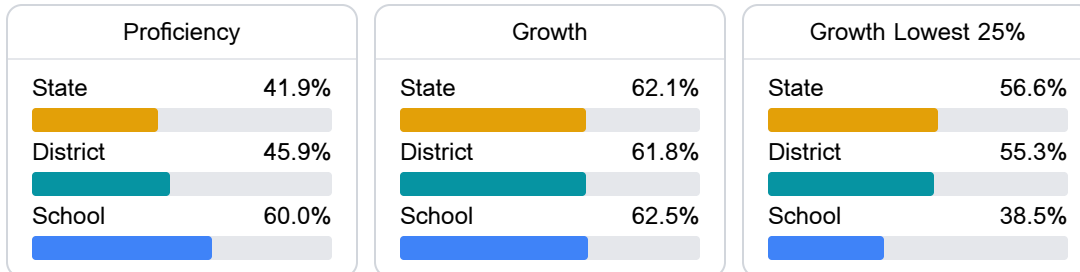 Proficiency
State 41.9%
District 45.9%
School 60.0%
Growth
State 62.1%
District 61.8%
School 62.5%
Growth Lowest 25%
State 56.6%
District 55.3%
School 38.5%